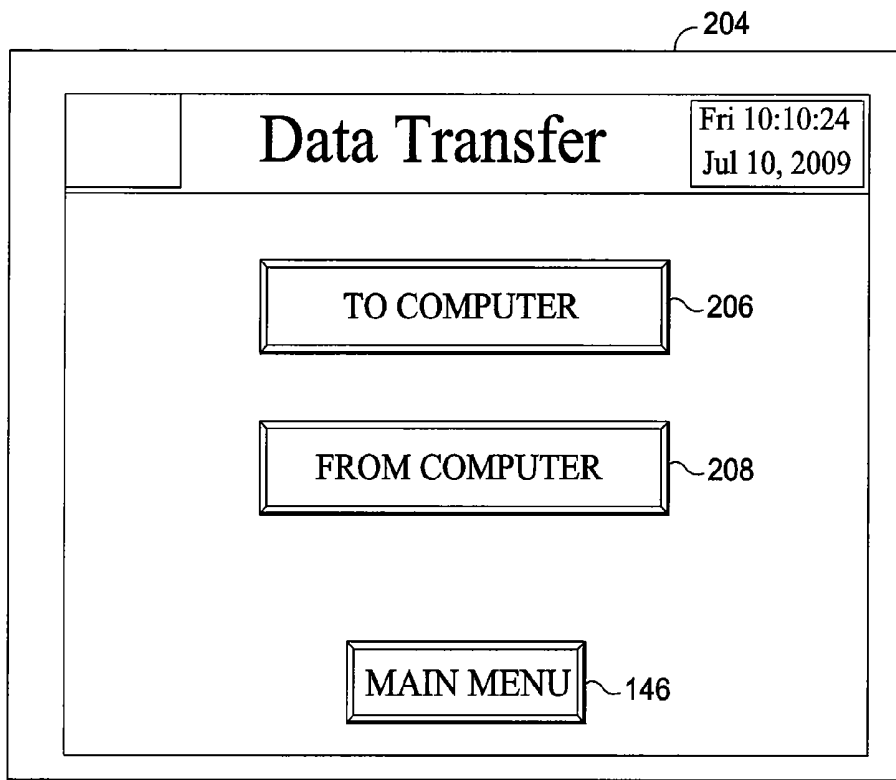 204
Data Transfer
Fri 10:10:24
Jul 10, 2009
TO COMPUTER
206
FROM COMPUTER
208
MAIN MENU
146